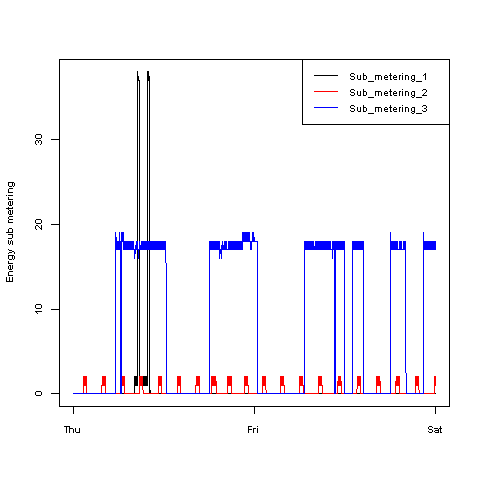 Sub_metering_1
Sub_metering_2
Sub_metering_3
Energy sub metering
30
20
10
0
Thu Fri Sat